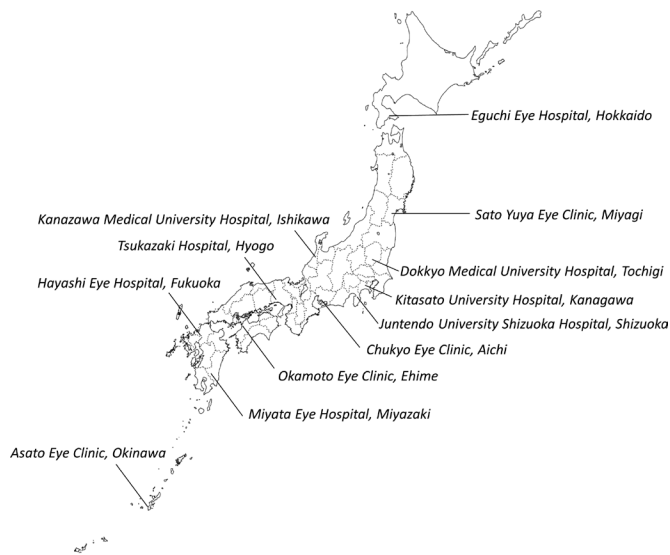 Eguchi Eye Hospital, Hokkaido
Sato Yuya Eye Clinic, Miyagi
Kanazawa Medical University Hospital, Ishikawa
Tsukazaki Hospital, Hyogo
Dokkyo Medical University Hospital, Tochigi
Hayashi Eye Hospital, Fukuoka
Kitasato University Hospital, Kanagawa
Juntendo University Shizuoka Hospital, Shizuoka
Chukyo Eye Clinic, Aichi
Okamoto Eye Clinic, Ehime
Miyata Eye Hospital, Miyazaki
Asato Eye Clinic, Okinawa